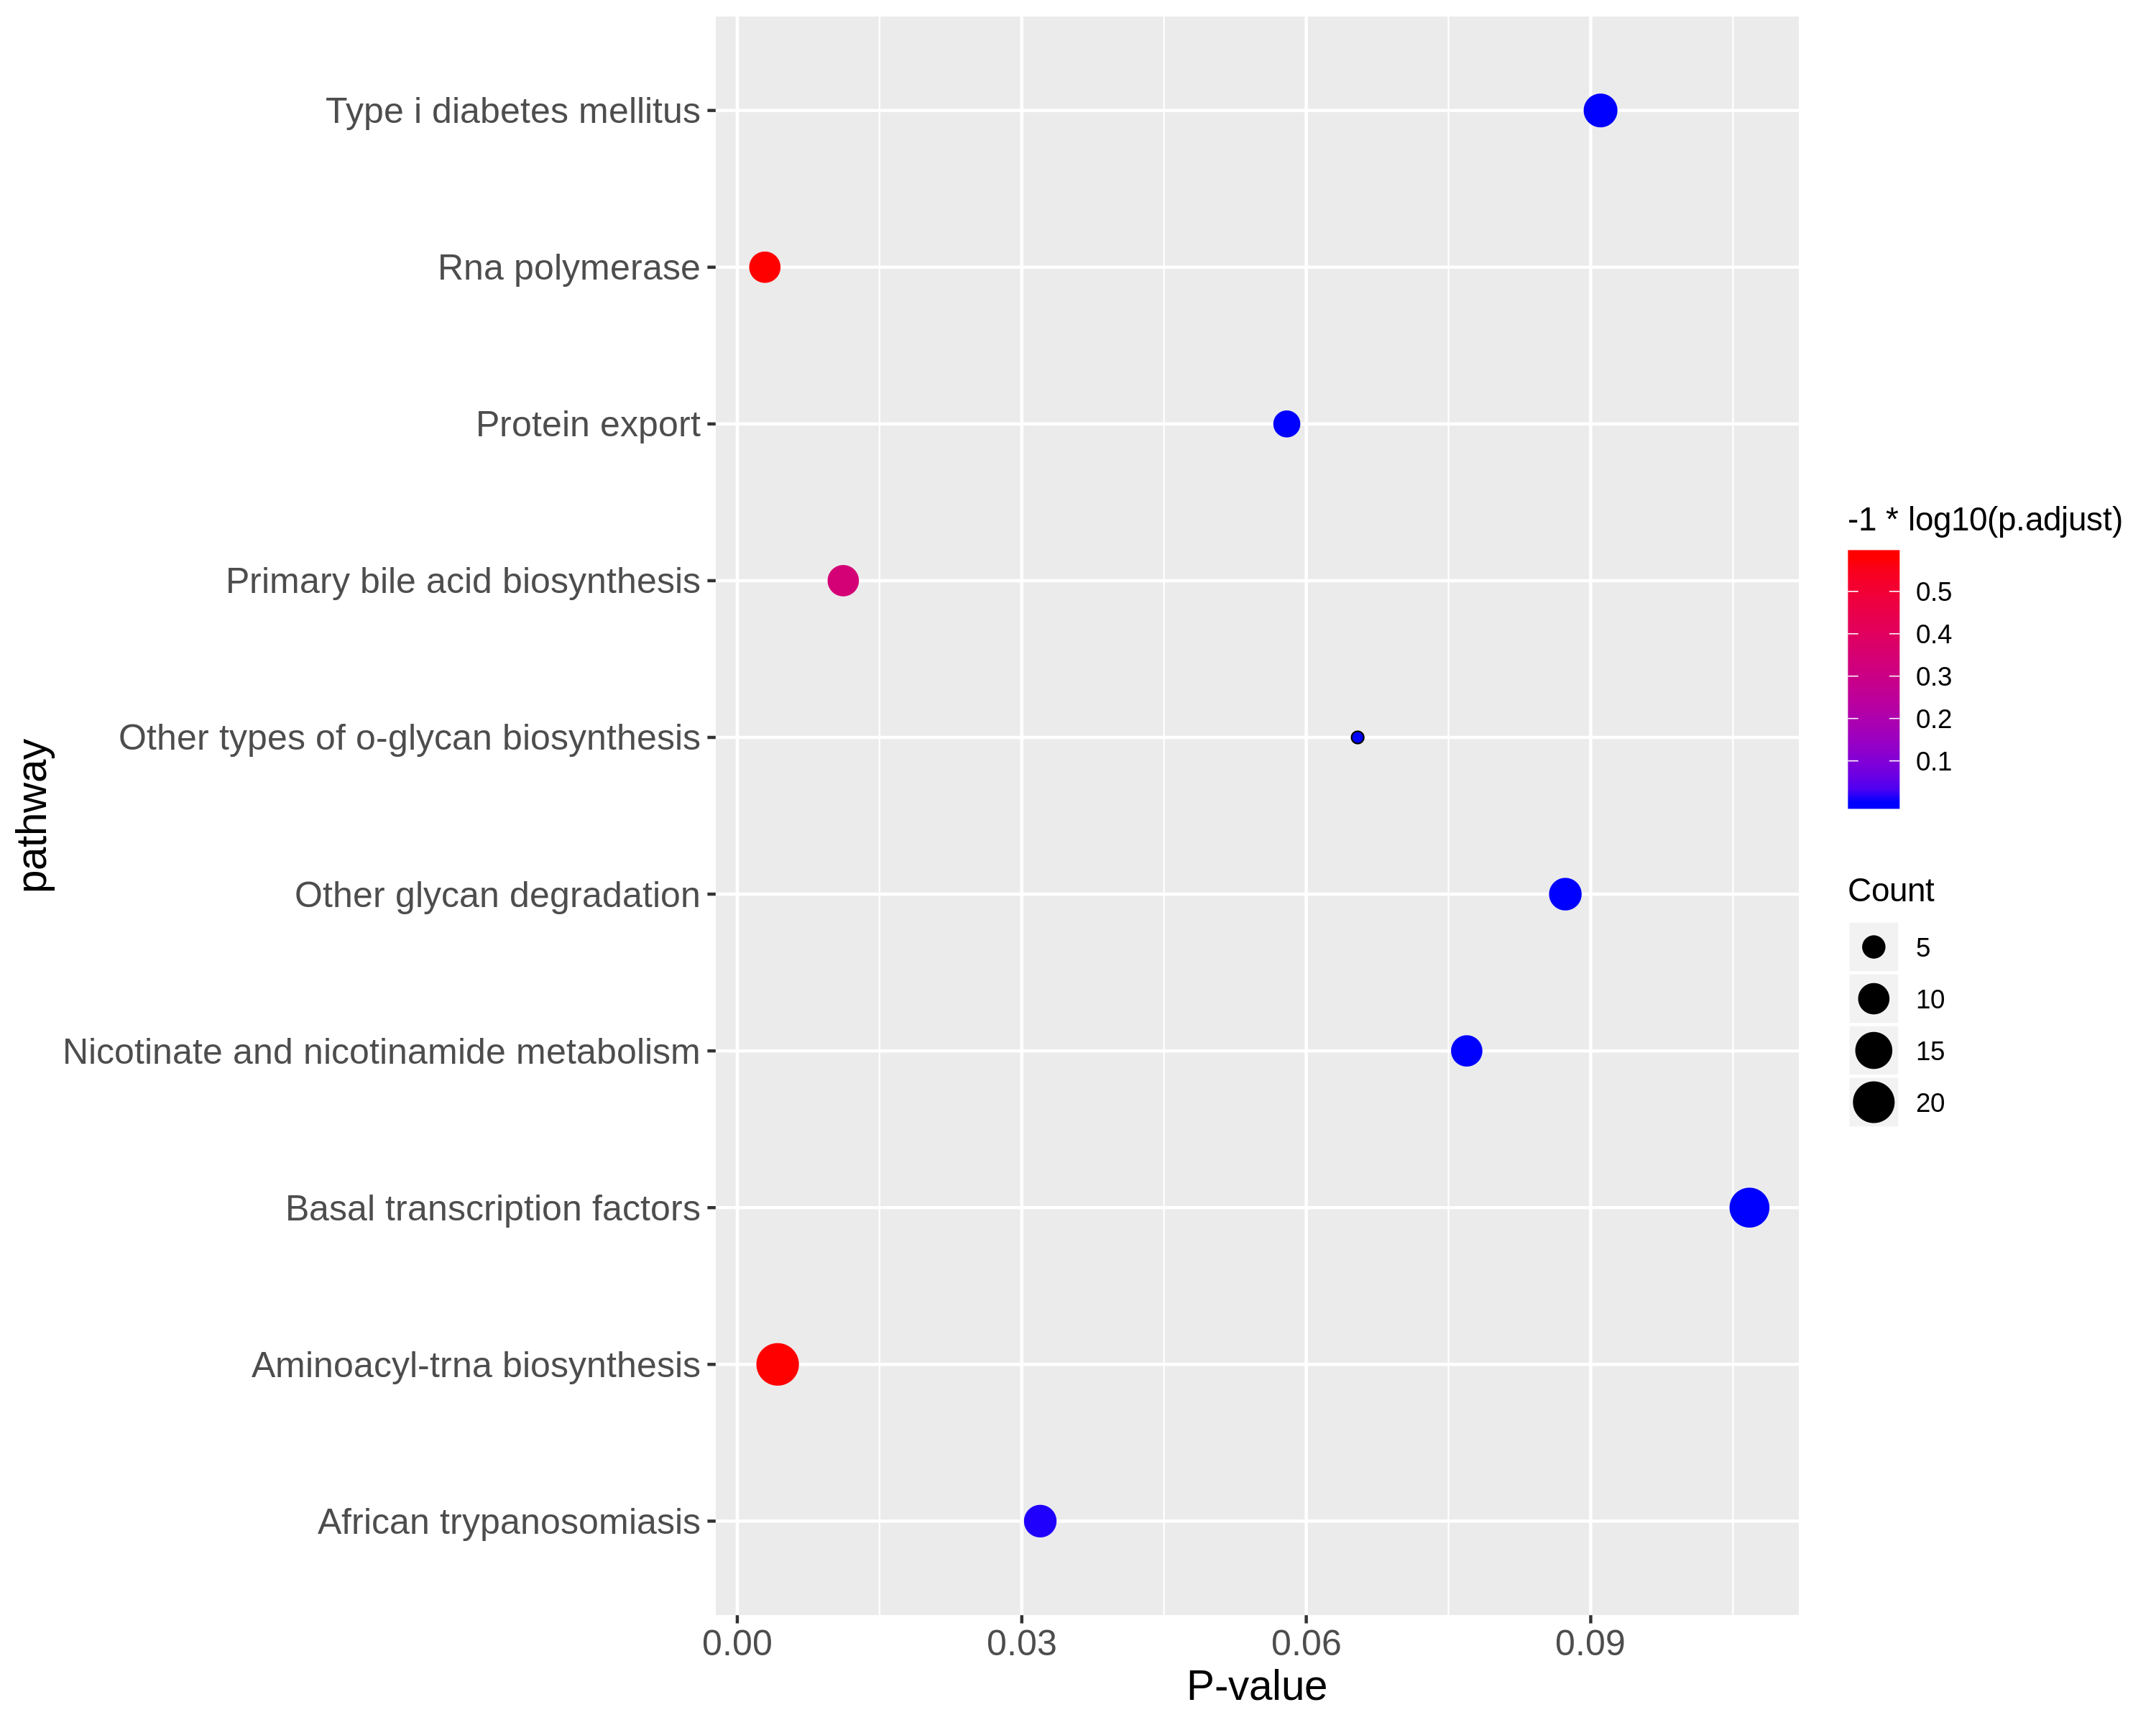 Type i diabetes mellitus
Rna polymerase
Protein export
Primary bile acid biosynthesis
Other types of o-glycan biosynthesis
Other glycan degradation
Nicotinate and nicotinamide metabolism
Basal transcription factors
Aminoacyl-trna biosynthesis
African trypanosomiasis
pathway
0.00 0.03 0.06 0.09
P-value
-1 * log10(p.adjust)
0.5
0.4
0.3
0.2
0.1
Count
5
10
15
20